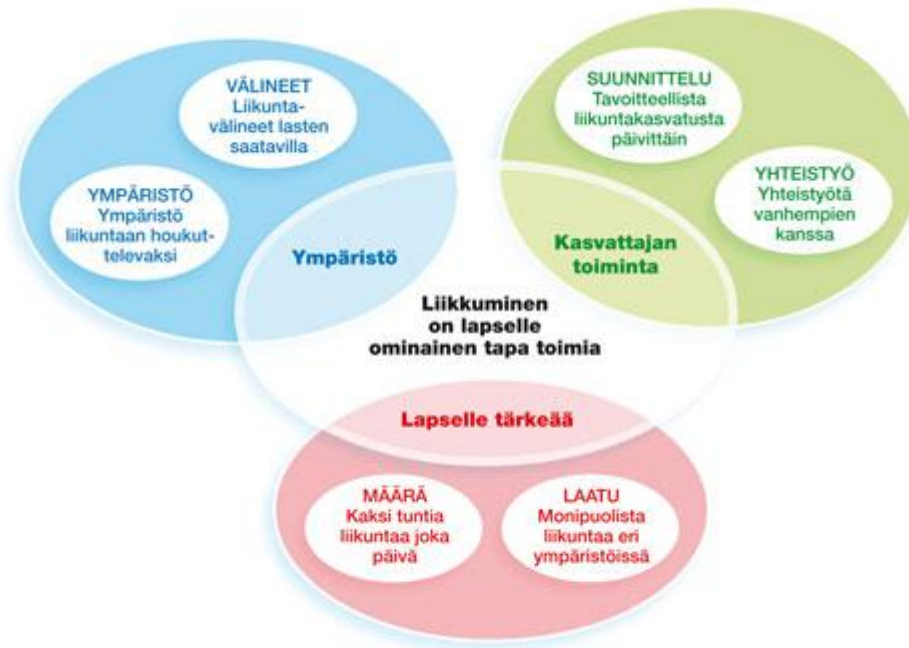 VÄLINEET
Liikunta-
välineet lasten
saatavilla
YMPÄRISTÖ
Ympäristö
liikuntaan houkut-
televaksi
Ympäristö
SUUNNITTELU
Tavoitteellista
liikuntakasvatusta
päivittäin
YHTEISTYÖ
Yhteistyötä
vanhempien
kanssa
Kasvattajan
toiminta
Liikkuminen
on lapselle
ominainen tapa toimia
Lapselle tärkeää
MÄÄRÄ
Kaksi tuntia
liikuntaa joka
päivä
LAATU
Monipuolista
liikuntaa eri
ympäristöissä